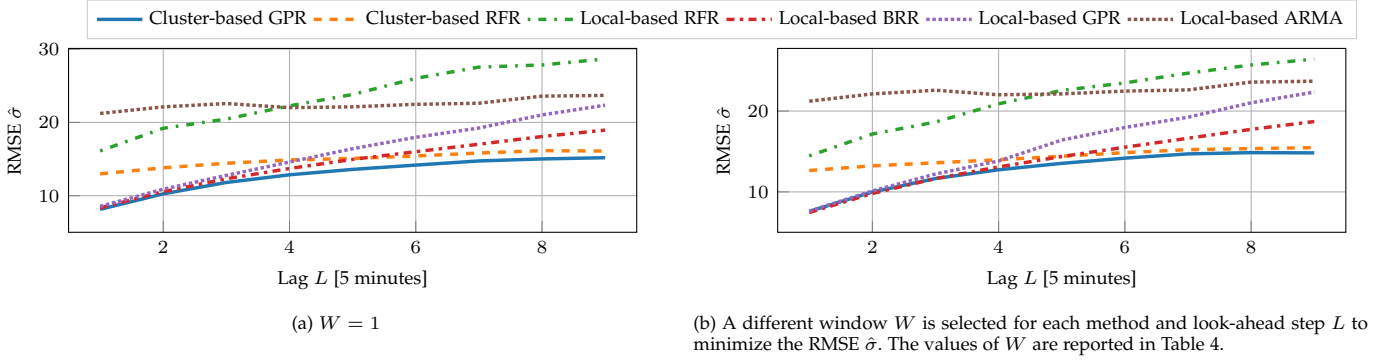 Cluster-based GPR Cluster-based RFR Local-based RFR Local-based BRR Local-based GPR Local-based ARMA
30
20
10
RMSE σ̂
2 4 6 8
Lag L [5 minutes]
(a) W = 1
20
10
RMSE σ̂
2 4 6 8
Lag L [5 minutes]
(b) A different window W is selected for each method and look-ahead step L to
minimize the RMSE σ̂. The values of W are reported in Table 4.